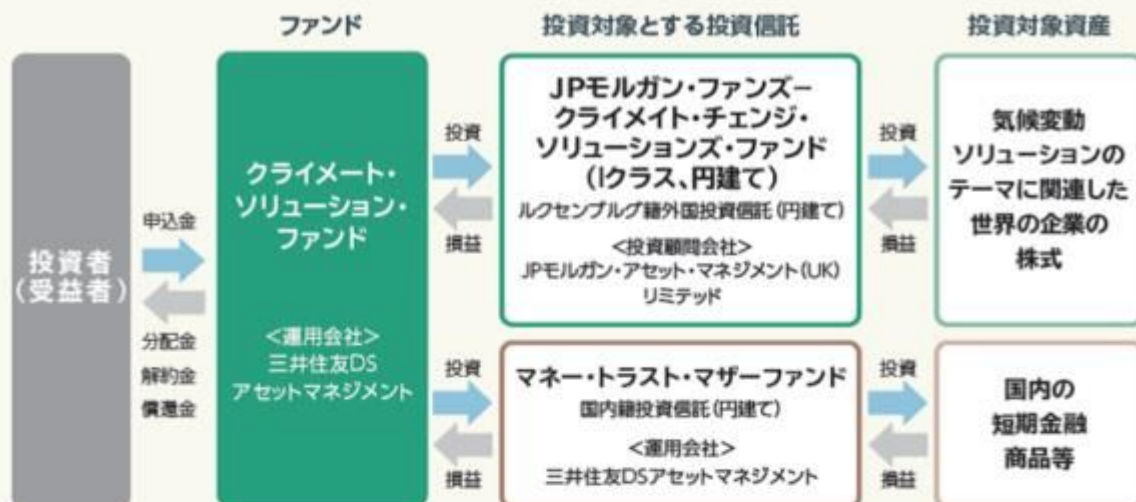 ファンド
投資対象とする投資信託
投資対象資産
投資者
(受益者)
申込金
分配金
解約金
償還金
クライメート・
ソリューション・
ファンド
<運用会社>
三井住友DS
アセットマネジメント
投資
損益
JPモルガン・ファンズー
クライメイト・チェンジ・
ソリューションズ・ファンド
(Iクラス、円建て)
ルクセンブルグ籍外国投資信託(円建て)
<投資顧問会社>
JPモルガン・アセット・マネジメント(UK)
リミテッド
投資
損益
気候変動
ソリューションの
テーマに関連した
世界の企業の
株式
投資
損益
マネー・トラスト・マザーファンド
国内籍投資信託(円建て)
<運用会社>
三井住友DSアセットマネジメント
投資
損益
国内の
短期金融
商品等